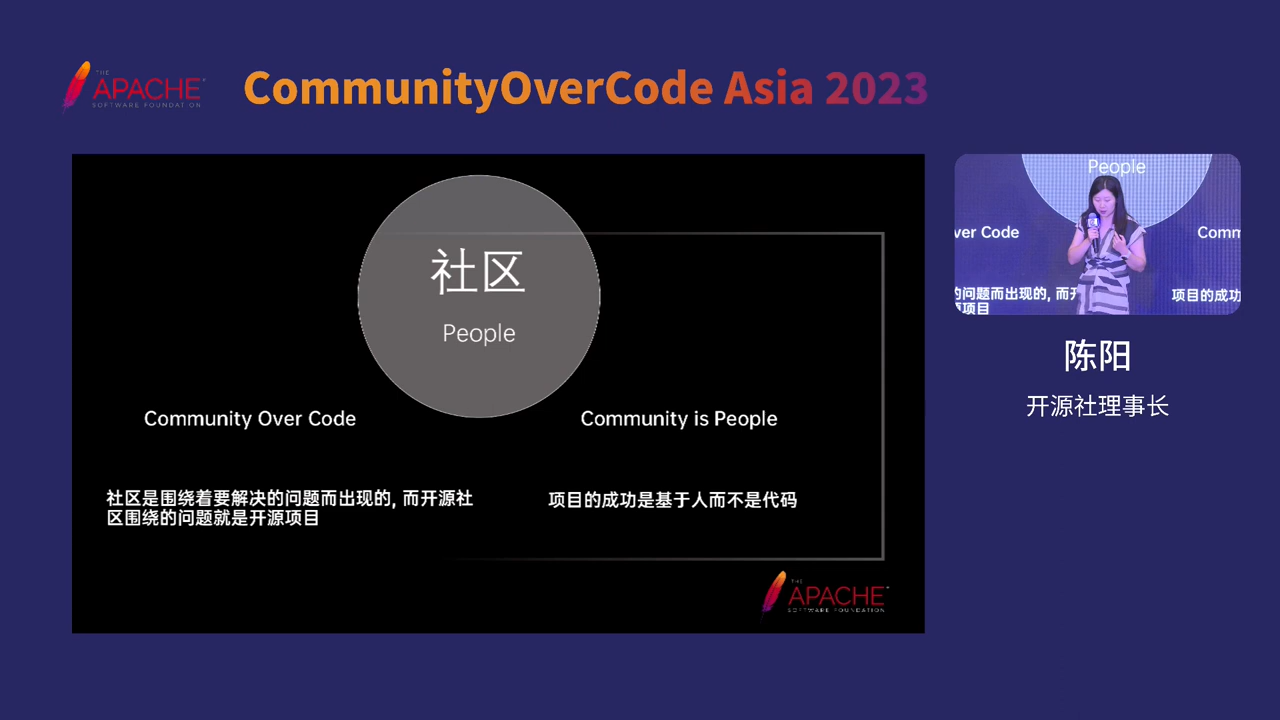 THE
APACHE
SOFTWARE FOUNDATION
CommunityOverCode Asia 2023
社区
People
Community Over Code
Community is People
社区是围绕着要解决的问题而出现的, 而开源社
区围绕的问题就是开源项目
项目的成功是基于人而不是代码
THE
APACHE
SOFTWARE FOUNDATION
People
ver Code
Comm
的问题而出现的, 而开
源项目
项目的成功
陈阳
开源社理事长